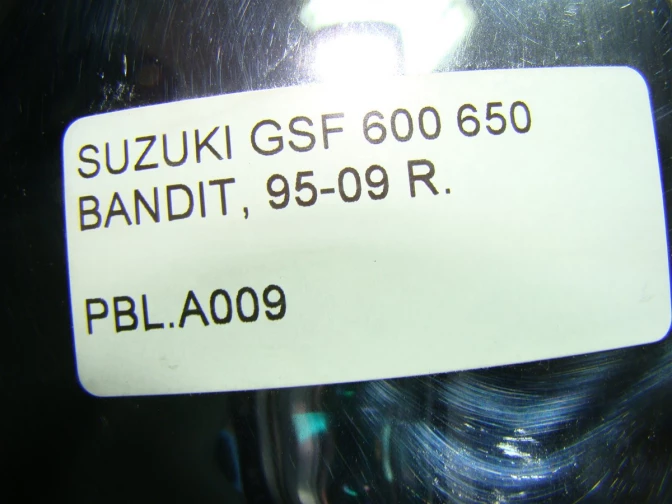 SUZUKI GSF 600 650
BANDIT, 95-09 R.
PBL.A009